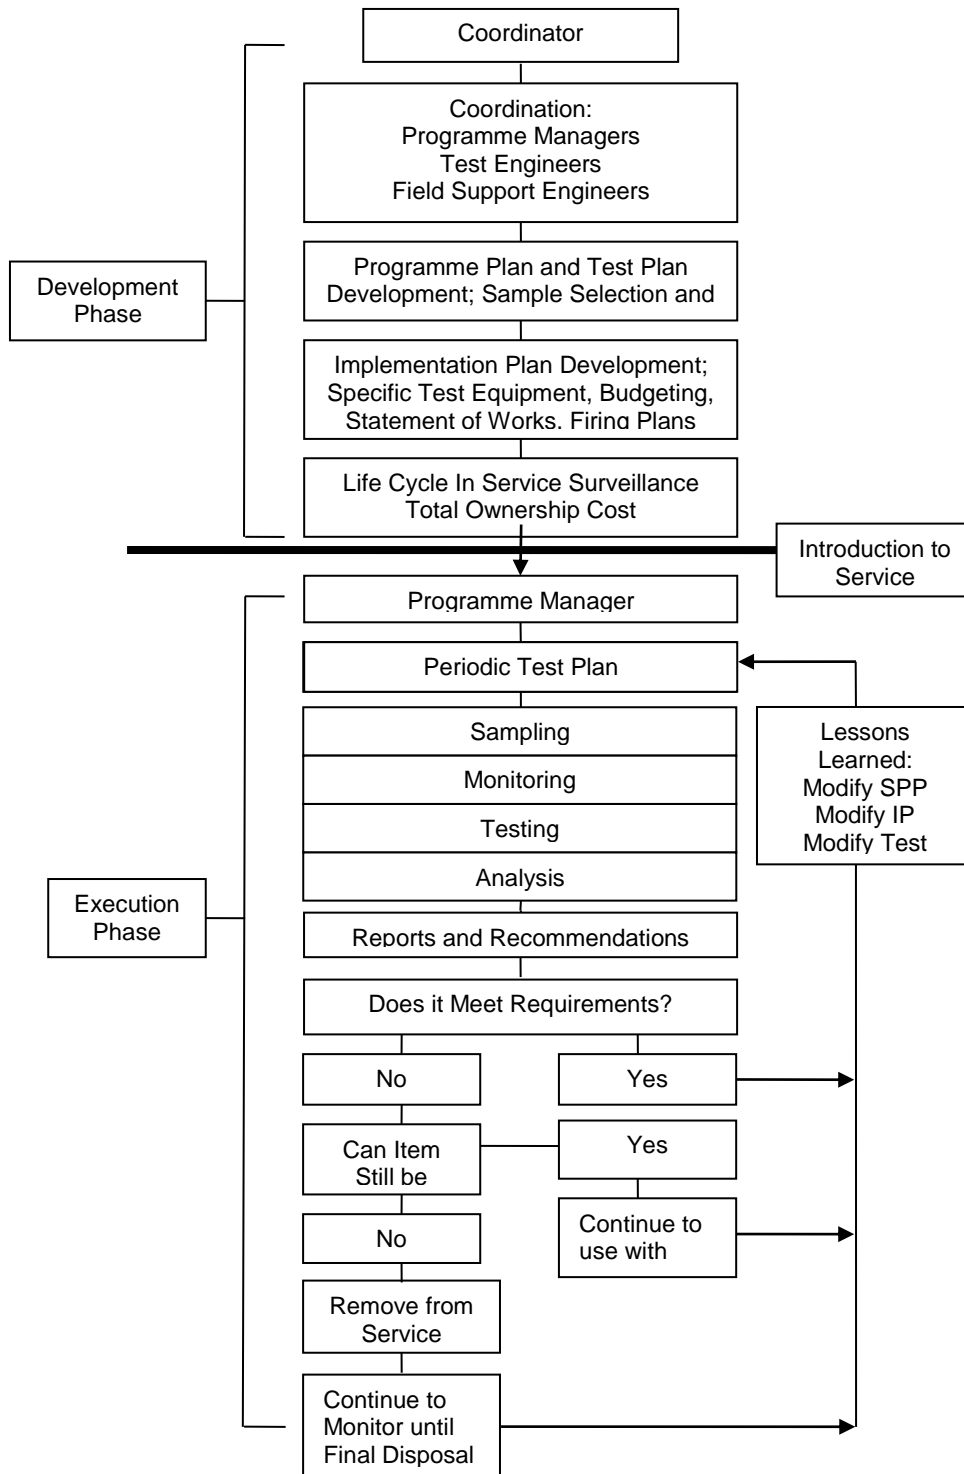 Coordinator
Coordination:
Programme Managers
Test Engineers
Field Support Engineers
Programme Plan and Test Plan
Development; Sample Selection and
Development
Phase
Implementation Plan Development;
Specific Test Equipment, Budgeting,
Statement of Works, Firing Plans
Life Cycle In Service Surveillance
Total Ownership Cost
Introduction to
Service
Programme Manager
Periodic Test Plan
Sampling
Monitoring
Testing
Analysis
Lessons
Learned:
Modify SPP
Modify IP
Modify Test
Execution
Phase
Reports and Recommendations
Does it Meet Requirements?
No
Yes
Can Item
Still be
Yes
No
Continue to
use with
Remove from
Service
Continue to
Monitor until
Final Disposal